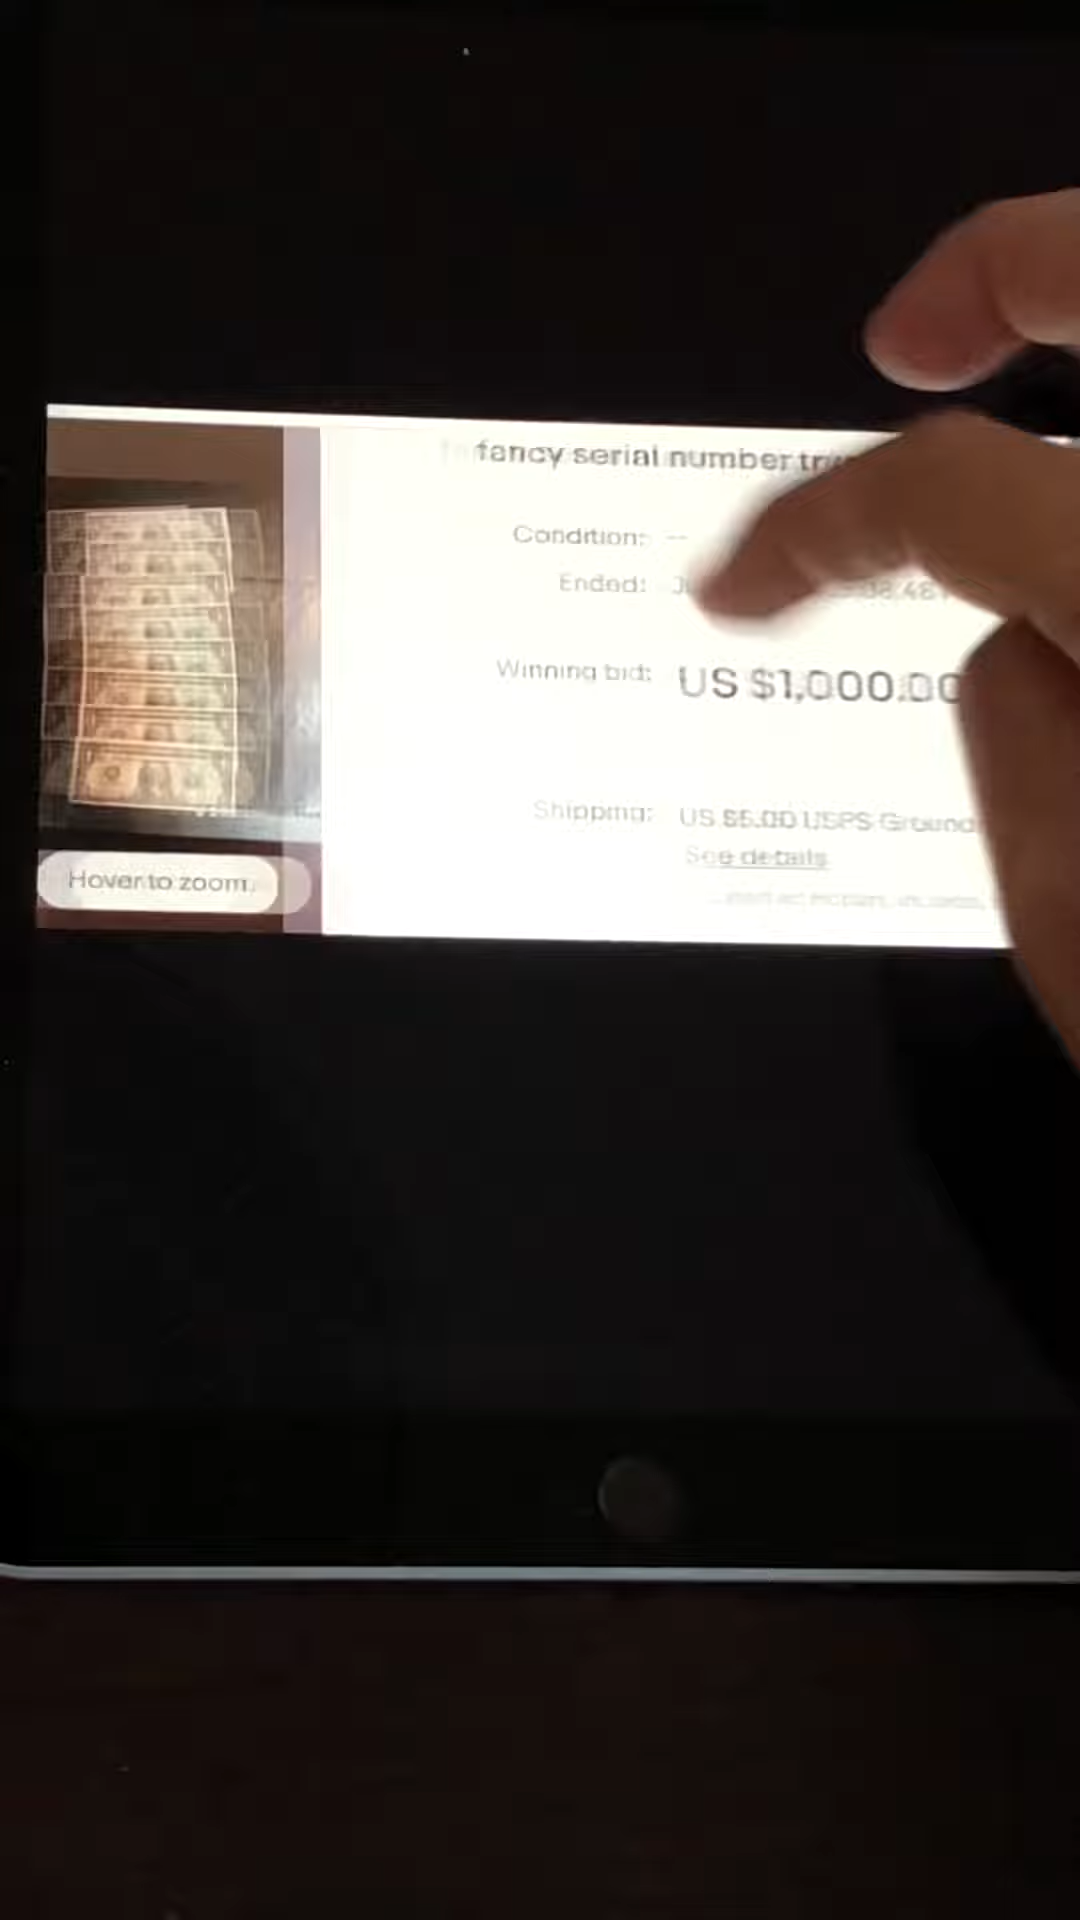 fancy serial number
Condition: --
Ended:
Winning bid: US $1,000.00
Shipping: US $5.00 USPS Ground
See details
Hover to zoom